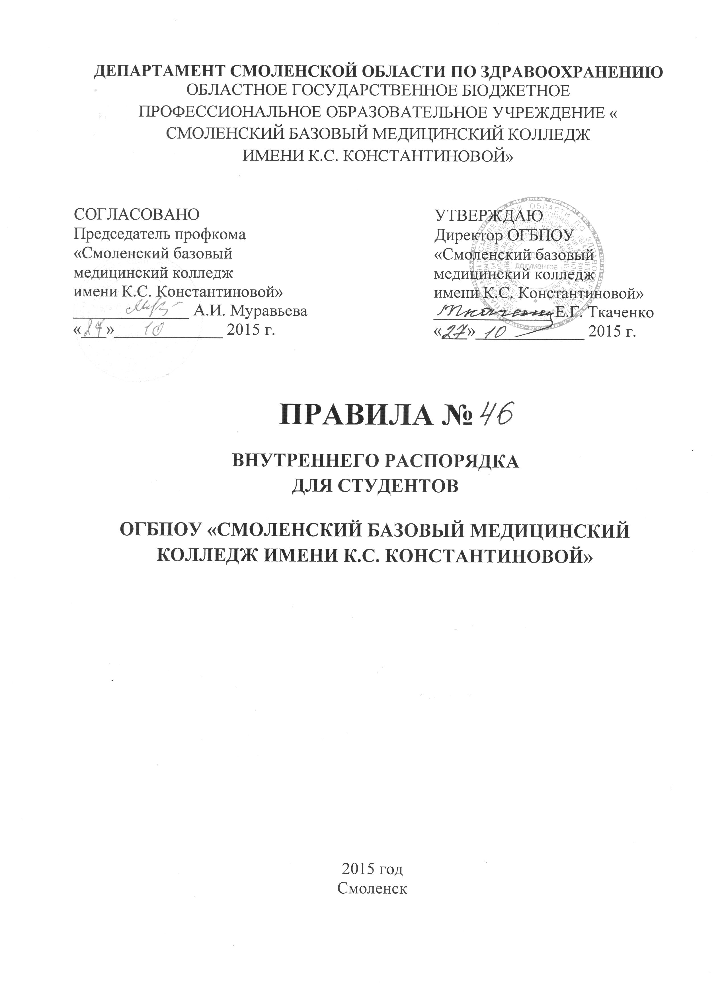 ДЕПАРТАМЕНТ СМОЛЕНСКОЙ ОБЛАСТИ ПО ЗДРАВООХРАНЕНИЮ
ОБЛАСТНОЕ ГОСУДАРСТВЕННОЕ БЮДЖЕТНОЕ
ПРОФЕССИОНАЛЬНОЕ ОБРАЗОВАТЕЛЬНОЕ УЧРЕЖДЕНИЕ «
СМОЛЕНСКИЙ БАЗОВЫЙ МЕДИЦИНСКИЙ КОЛЛЕДЖ
ИМЕНИ К.С. КОНСТАНТИНОВОЙ»
СОГЛАСОВАНО
Председатель профкома
«Смоленский базовый
медицинский колледж
имени К.С. Константиновой»
А.И. Муравьева
«27» 10 2015 г.
УТВЕРЖДАЮ
Директор ОГБПОУ
«Смоленский базовый
медицинский колледж
имени К.С. Константиновой»
Е.Г. Ткаченко
«27» 10 2015 г.
Для
документов
ПРАВИЛА № 46
ВНУТРЕННЕГО РАСПОРЯДКА
ДЛЯ СТУДЕНТОВ
ОГБПОУ «СМОЛЕНСКИЙ БАЗОВЫЙ МЕДИЦИНСКИЙ
КОЛЛЕДЖ ИМЕНИ К.С. КОНСТАНТИНОВОЙ»
2015 год
Смоленск